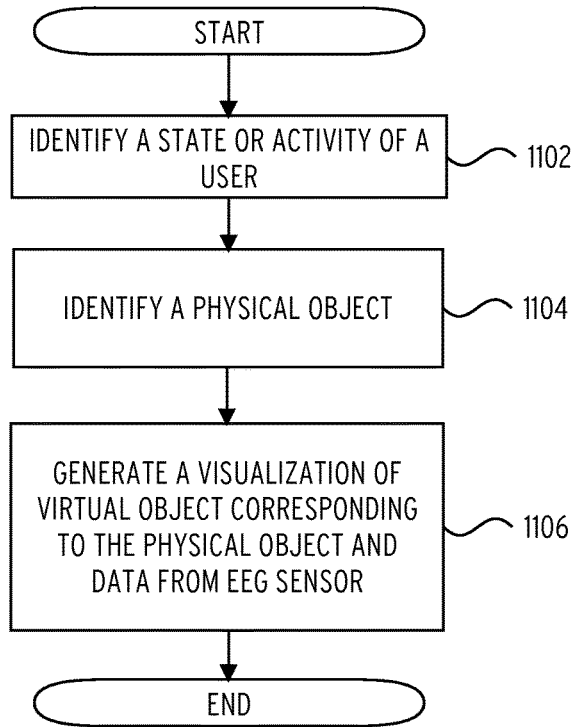 START
IDENTIFY A STATE OR ACTIVITY OF A
USER
1102
IDENTIFY A PHYSICAL OBJECT
1104
GENERATE A VISUALIZATION OF
VIRTUAL OBJECT CORRESPONDING
TO THE PHYSICAL OBJECT AND
DATA FROM EEG SENSOR
1106
END